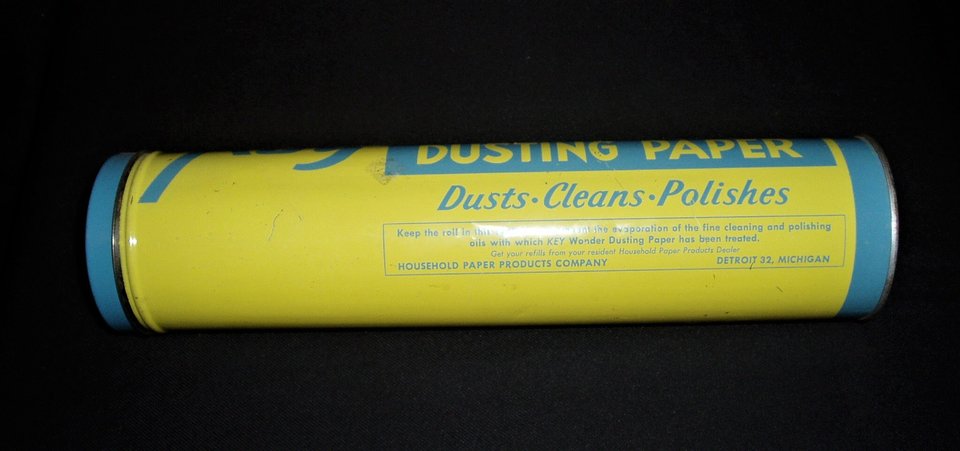 DUSTING PAPER
Dusts·Cleans·Polishes
Keep the roll in this the evaporation of the fine cleaning and polishing
oils with which KEY Wonder Dusting Paper has been treated.
Get your refills from your resident Household Paper Products Dealer
HOUSEHOLD PAPER PRODUCTS COMPANY DETROIT 32, MICHIGAN